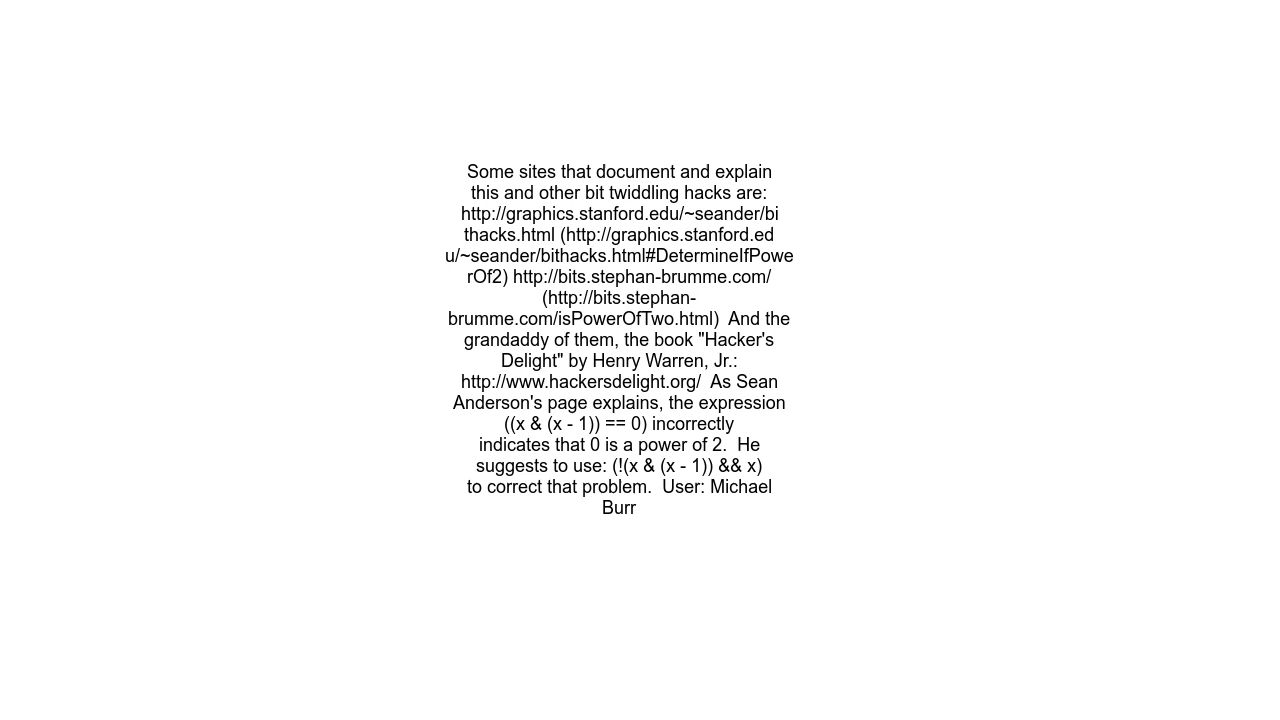 Some sites that document and explain
this and other bit twiddling hacks are:
http://graphics.stanford.edu/~seander/bi
thacks.html (http://graphics.stanford.ed
u/~seander/bithacks.html#DetermineIfPowe
rOf2) http://bits.stephan-brumme.com/
(http://bits.stephan-
brumme.com/isPowerOfTwo.html)  And the
grandaddy of them, the book "Hacker's
Delight" by Henry Warren, Jr.:
http://www.hackersdelight.org/  As Sean
Anderson's page explains, the expression
((x & (x - 1)) == 0) incorrectly
indicates that 0 is a power of 2.  He
suggests to use: (!(x & (x - 1)) && x)
to correct that problem.  User: Michael
Burr